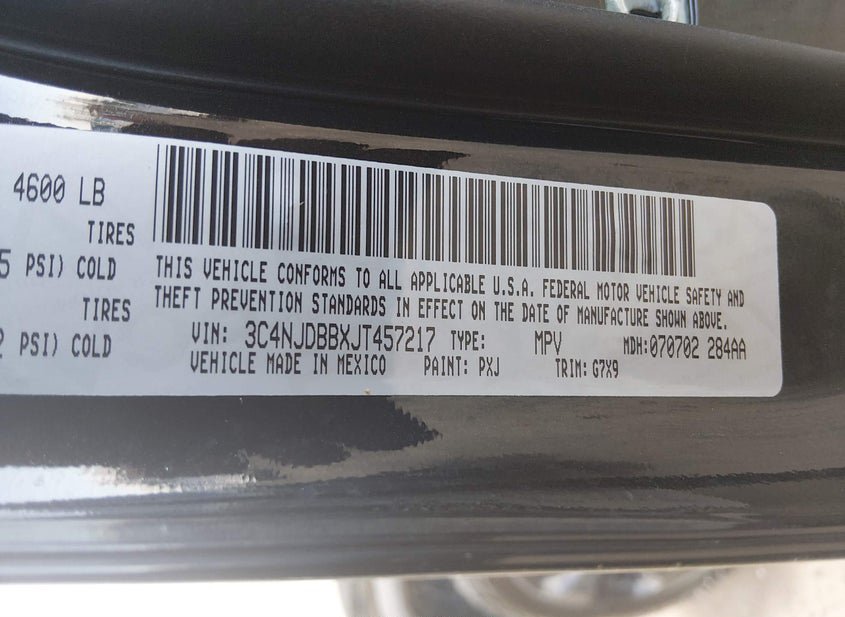 4600 LB
TIRES
5 PSI) COLD
TIRES
PSI) COLD
THIS VEHICLE CONFORMS TO ALL APPLICABLE U.S.A. FEDERAL MOTOR VEHICLE SAFETY AND
THEFT PREVENTION STANDARDS IN EFFECT ON THE DATE OF MANUFACTURE SHOWN ABOVE.
VIN: 3C4NJDBBXJT457217 TYPE: MPV MDH:070702 284AA
VEHICLE MADE IN MEXICO PAINT: PXJ TRIM: G7X9